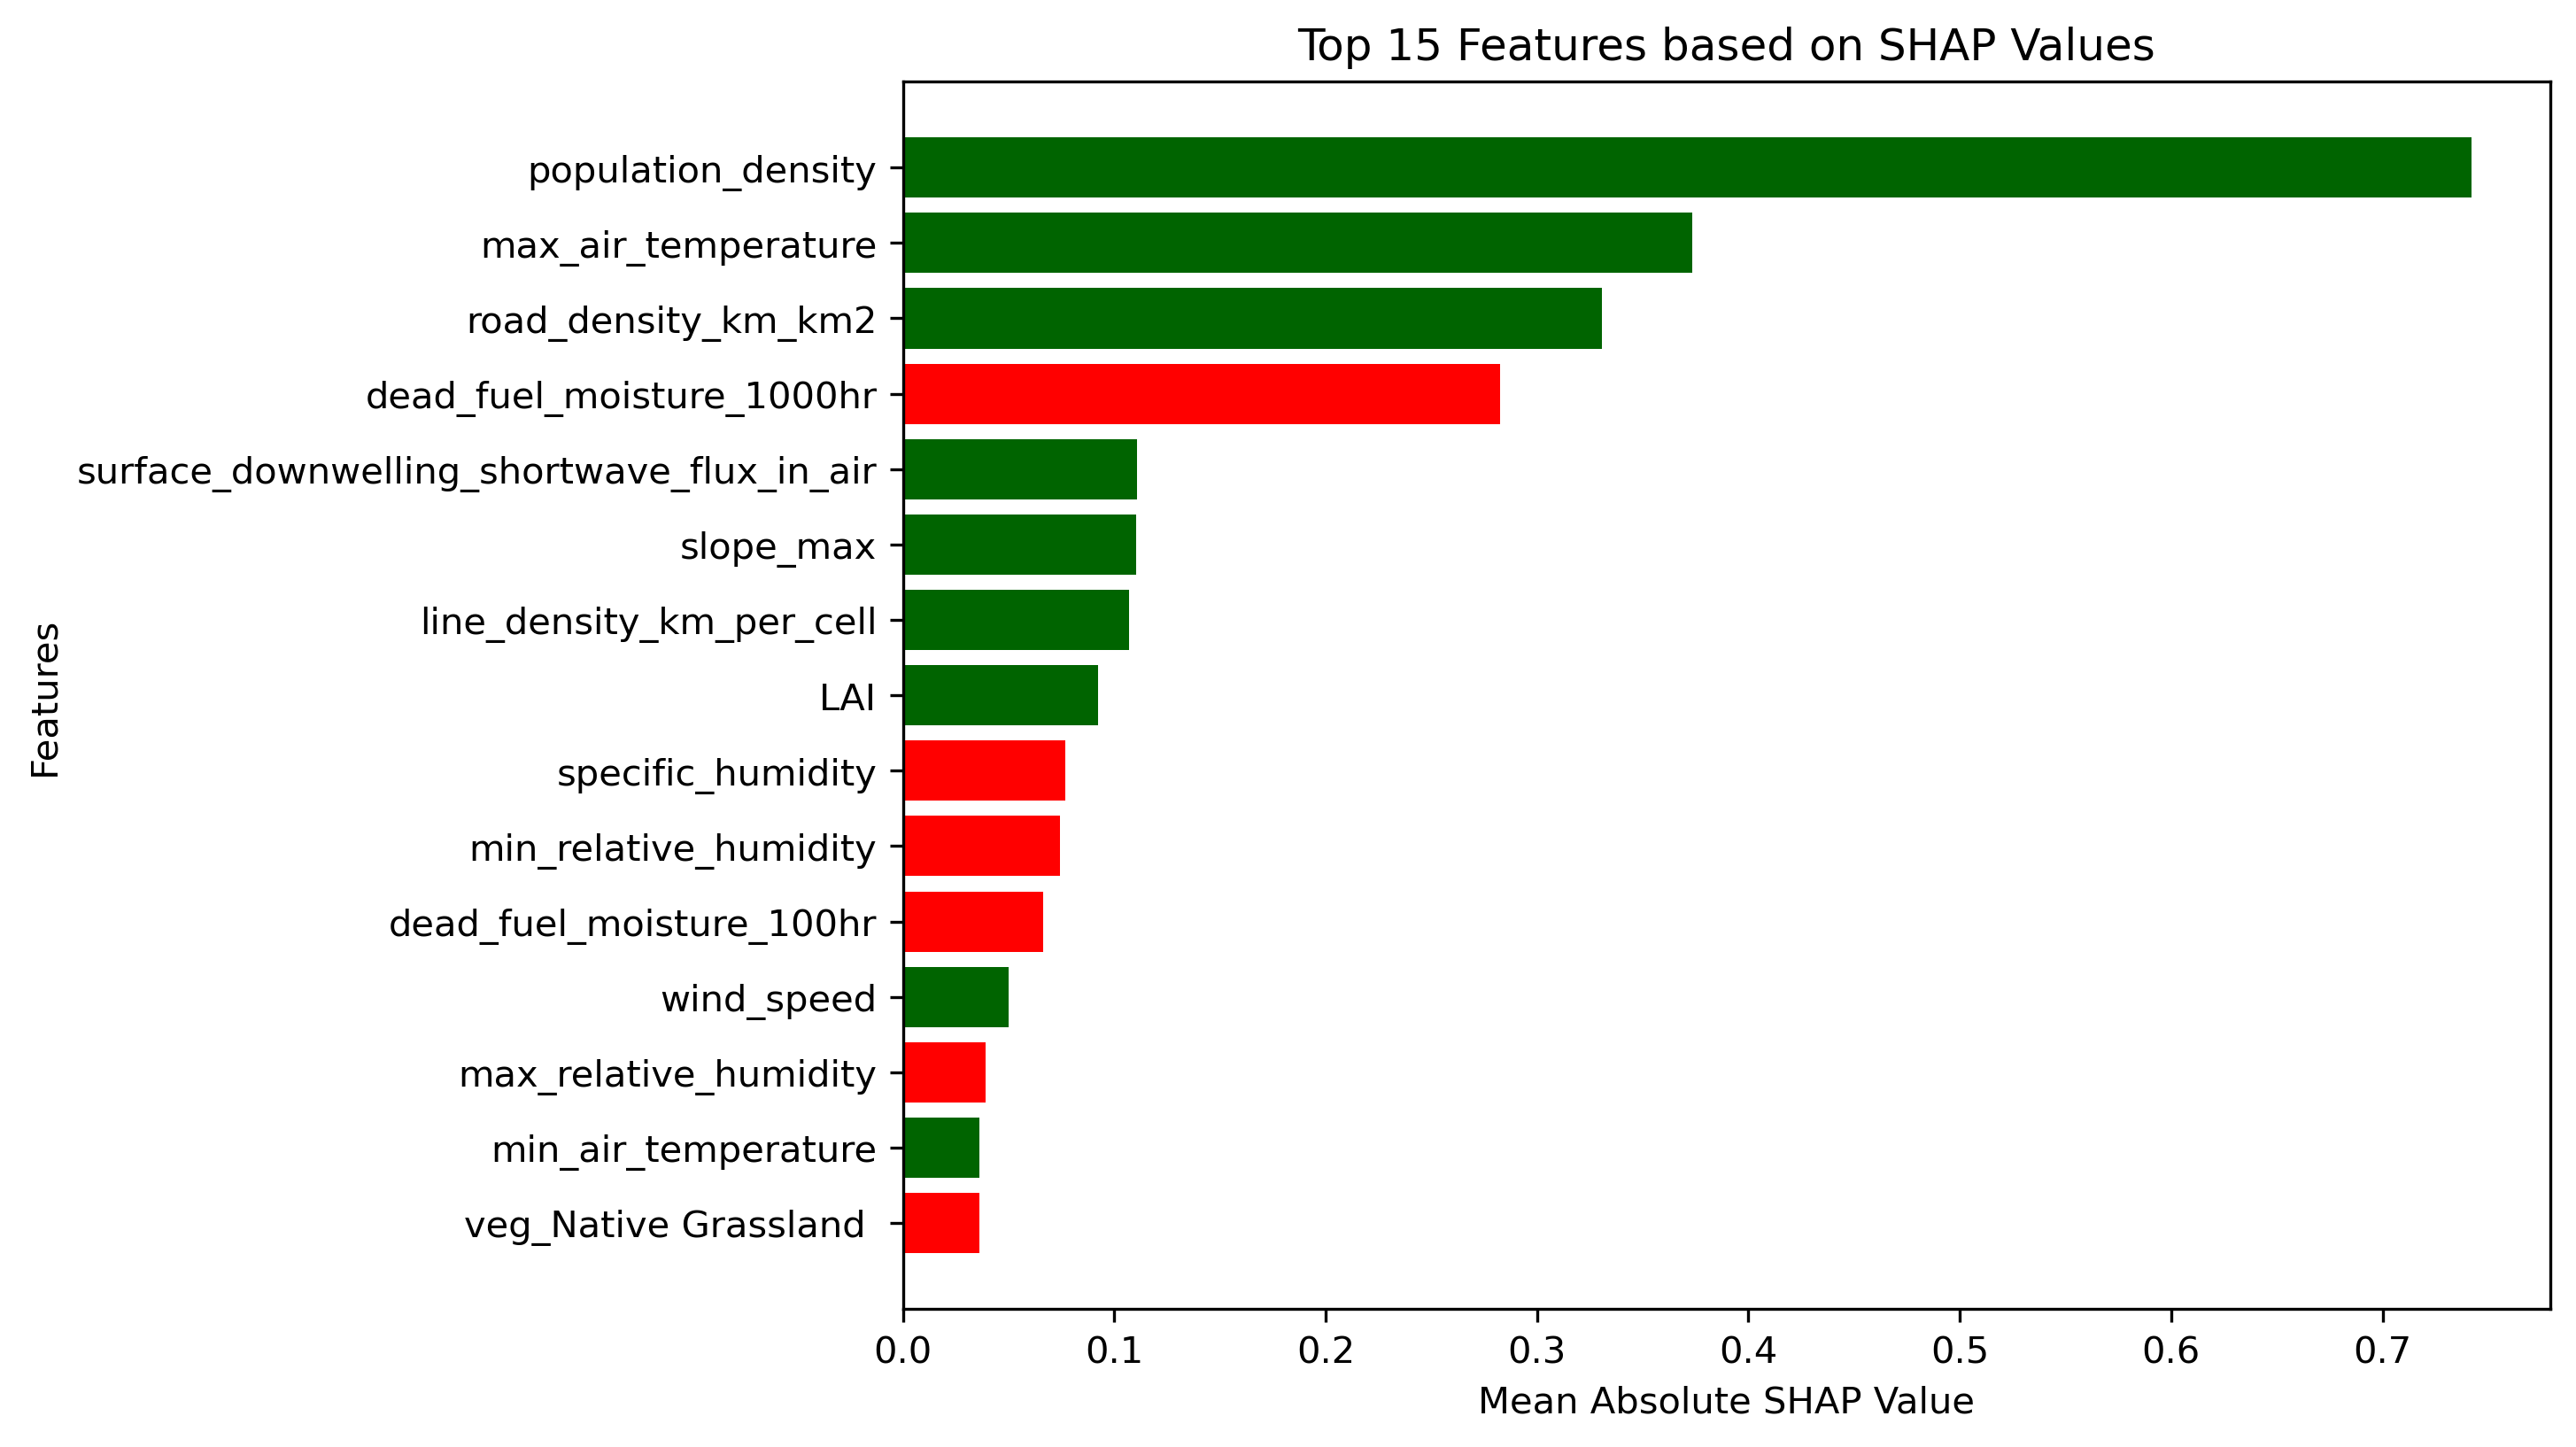 Top 15 Features based on SHAP Values
Features
population_density
max_air_temperature
road_density_km_km2
dead_fuel_moisture_1000hr
surface_downwelling_shortwave_flux_in_air
slope_max
line_density_km_per_cell
LAI
specific_humidity
min_relative_humidity
dead_fuel_moisture_100hr
wind_speed
max_relative_humidity
min_air_temperature
veg_Native Grassland
0.0 0.1 0.2 0.3 0.4 0.5 0.6 0.7
Mean Absolute SHAP Value